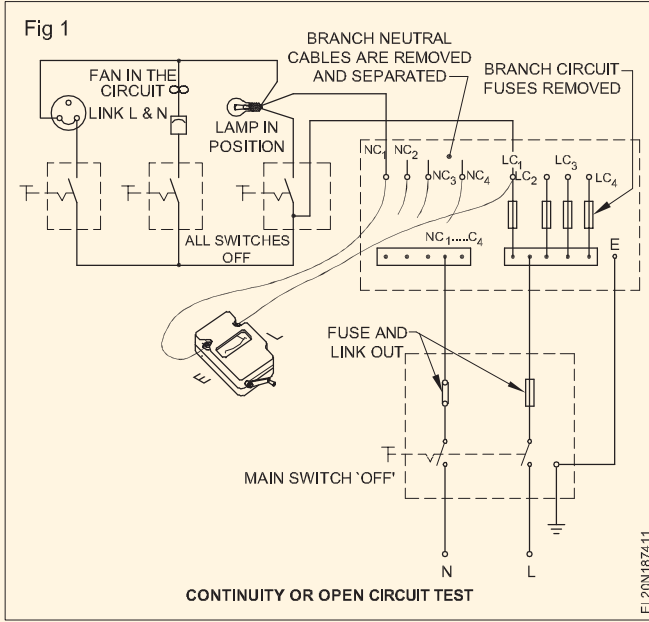 Fig 1
BRANCH NEUTRAL
CABLES ARE REMOVED
AND SEPARATED
BRANCH CIRCUIT
FUSES REMOVED
FAN IN THE
CIRCUIT
LINK L & N
LAMP IN
POSITION
NC1
NC2
NC3
NC4
LC1
LC2
LC3
LC4
ALL SWITCHES
OFF
NC1.....C4
E
L
E
FUSE AND
LINK OUT
MAIN SWITCH `OFF'
N
L
CONTINUITY OR OPEN CIRCUIT TEST
EL20N187411